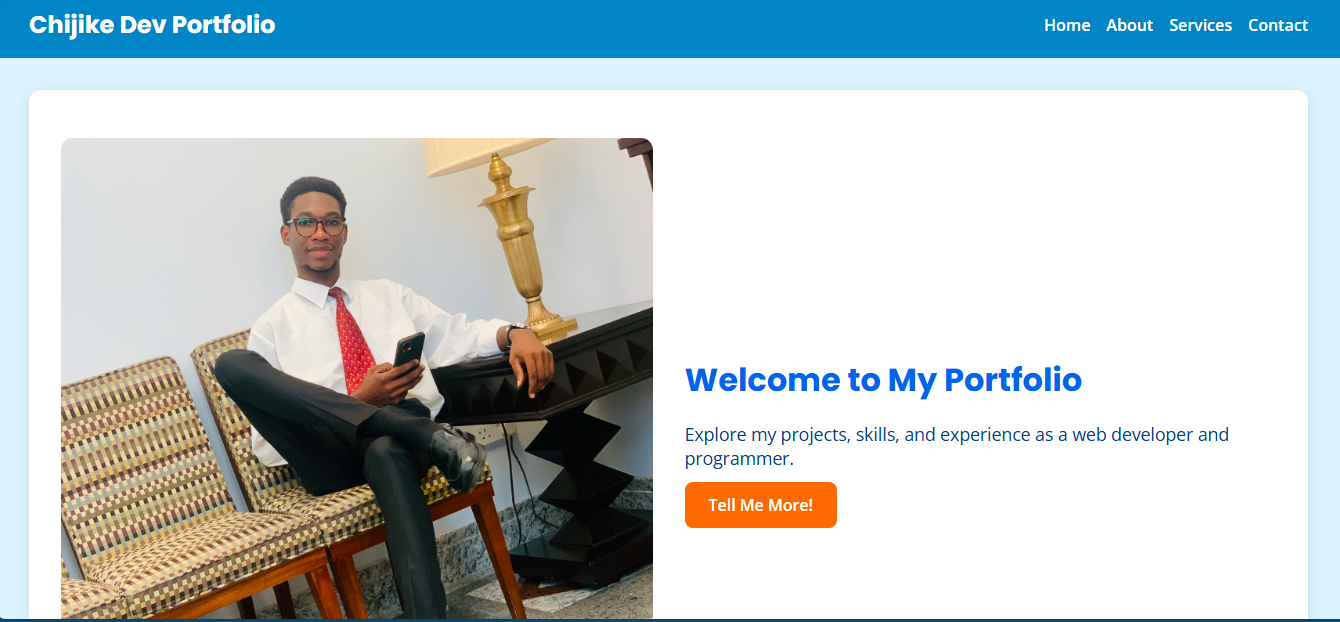 Chijike Dev Portfolio
Home About Services Contact
Welcome to My Portfolio
Explore my projects, skills, and experience as a web developer and
programmer.
Tell Me More!